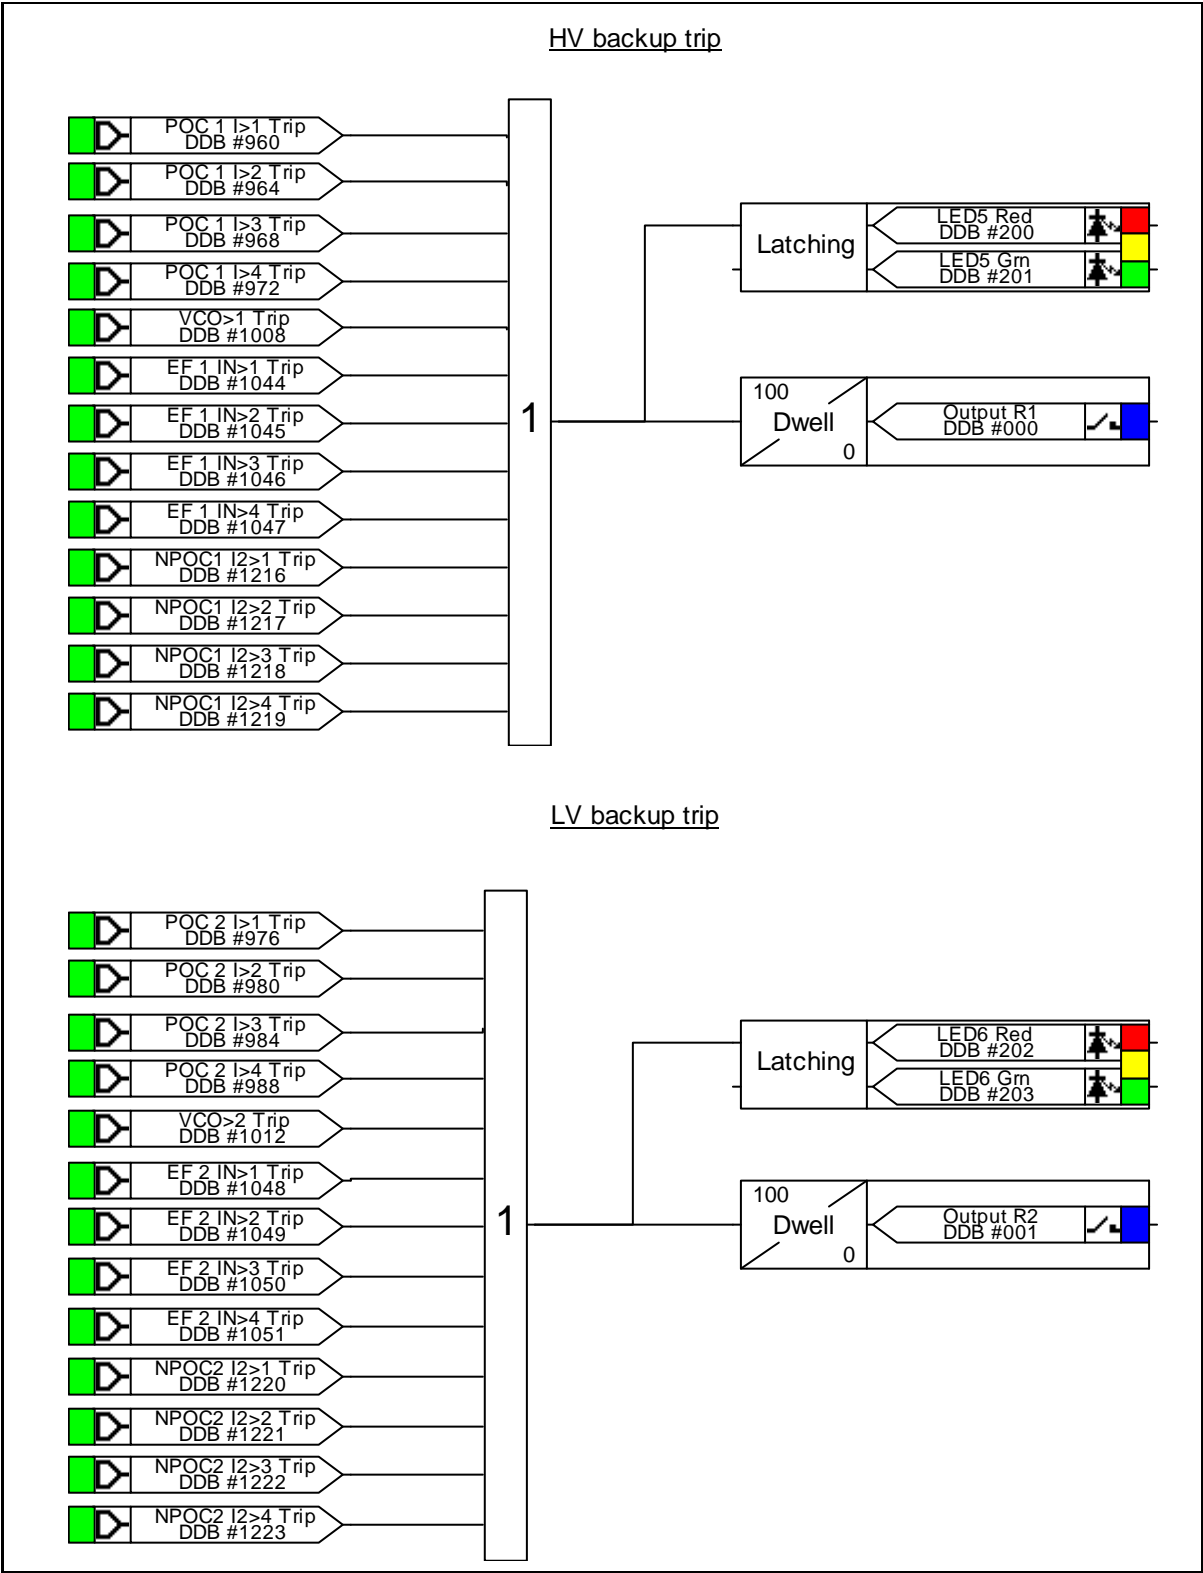 HV backup trip
POC 1 I>1 Trip
DDB #960
POC 1 I>2 Trip
DDB #964
POC 1 I>3 Trip
DDB #968
POC 1 I>4 Trip
DDB #972
VCO>1 Trip
DDB #1008
EF 1 IN>1 Trip
DDB #1044
EF 1 IN>2 Trip
DDB #1045
EF 1 IN>3 Trip
DDB #1046
EF 1 IN>4 Trip
DDB #1047
NPOC1 I2>1 Trip
DDB #1216
NPOC1 I2>2 Trip
DDB #1217
NPOC1 I2>3 Trip
DDB #1218
NPOC1 I2>4 Trip
DDB #1219
1
Latching
LED5 Red
DDB #200
LED5 Grn
DDB #201
100
Dwell
0
Output R1
DDB #000
LV backup trip
POC 2 I>1 Trip
DDB #976
POC 2 I>2 Trip
DDB #980
POC 2 I>3 Trip
DDB #984
POC 2 I>4 Trip
DDB #988
VCO>2 Trip
DDB #1012
EF 2 IN>1 Trip
DDB #1048
EF 2 IN>2 Trip
DDB #1049
EF 2 IN>3 Trip
DDB #1050
EF 2 IN>4 Trip
DDB #1051
NPOC2 I2>1 Trip
DDB #1220
NPOC2 I2>2 Trip
DDB #1221
NPOC2 I2>3 Trip
DDB #1222
NPOC2 I2>4 Trip
DDB #1223
1
Latching
LED6 Red
DDB #202
LED6 Grn
DDB #203
100
Dwell
0
Output R2
DDB #001